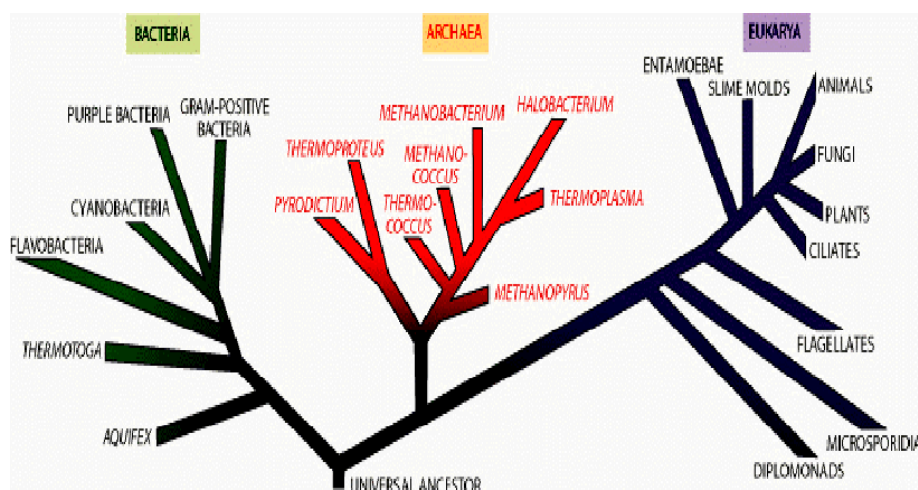 BACTERIA
ARCHAEA
EUKARYA
PURPLE BACTERIA
GRAM-POSITIVE
BACTERIA
CYANOBACTERIA
FLAVOBACTERIA
THERMOTOGA
AQUIFEX
THERMOPROTEUS
PYRODICTIUM
METHANOBACTERIUM
METHANO-
COCCUS
THERMO-
COCCUS
HALOBACTERIUM
THERMOPLASMA
METHANOPYRUS
ENTAMOEBAE
SLIME MOLDS
ANIMALS
FUNGI
PLANTS
CILIATES
FLAGELLATES
MICROSPORIDIA
DIPLOMONADS
UNIVERSAL ANCESTOR